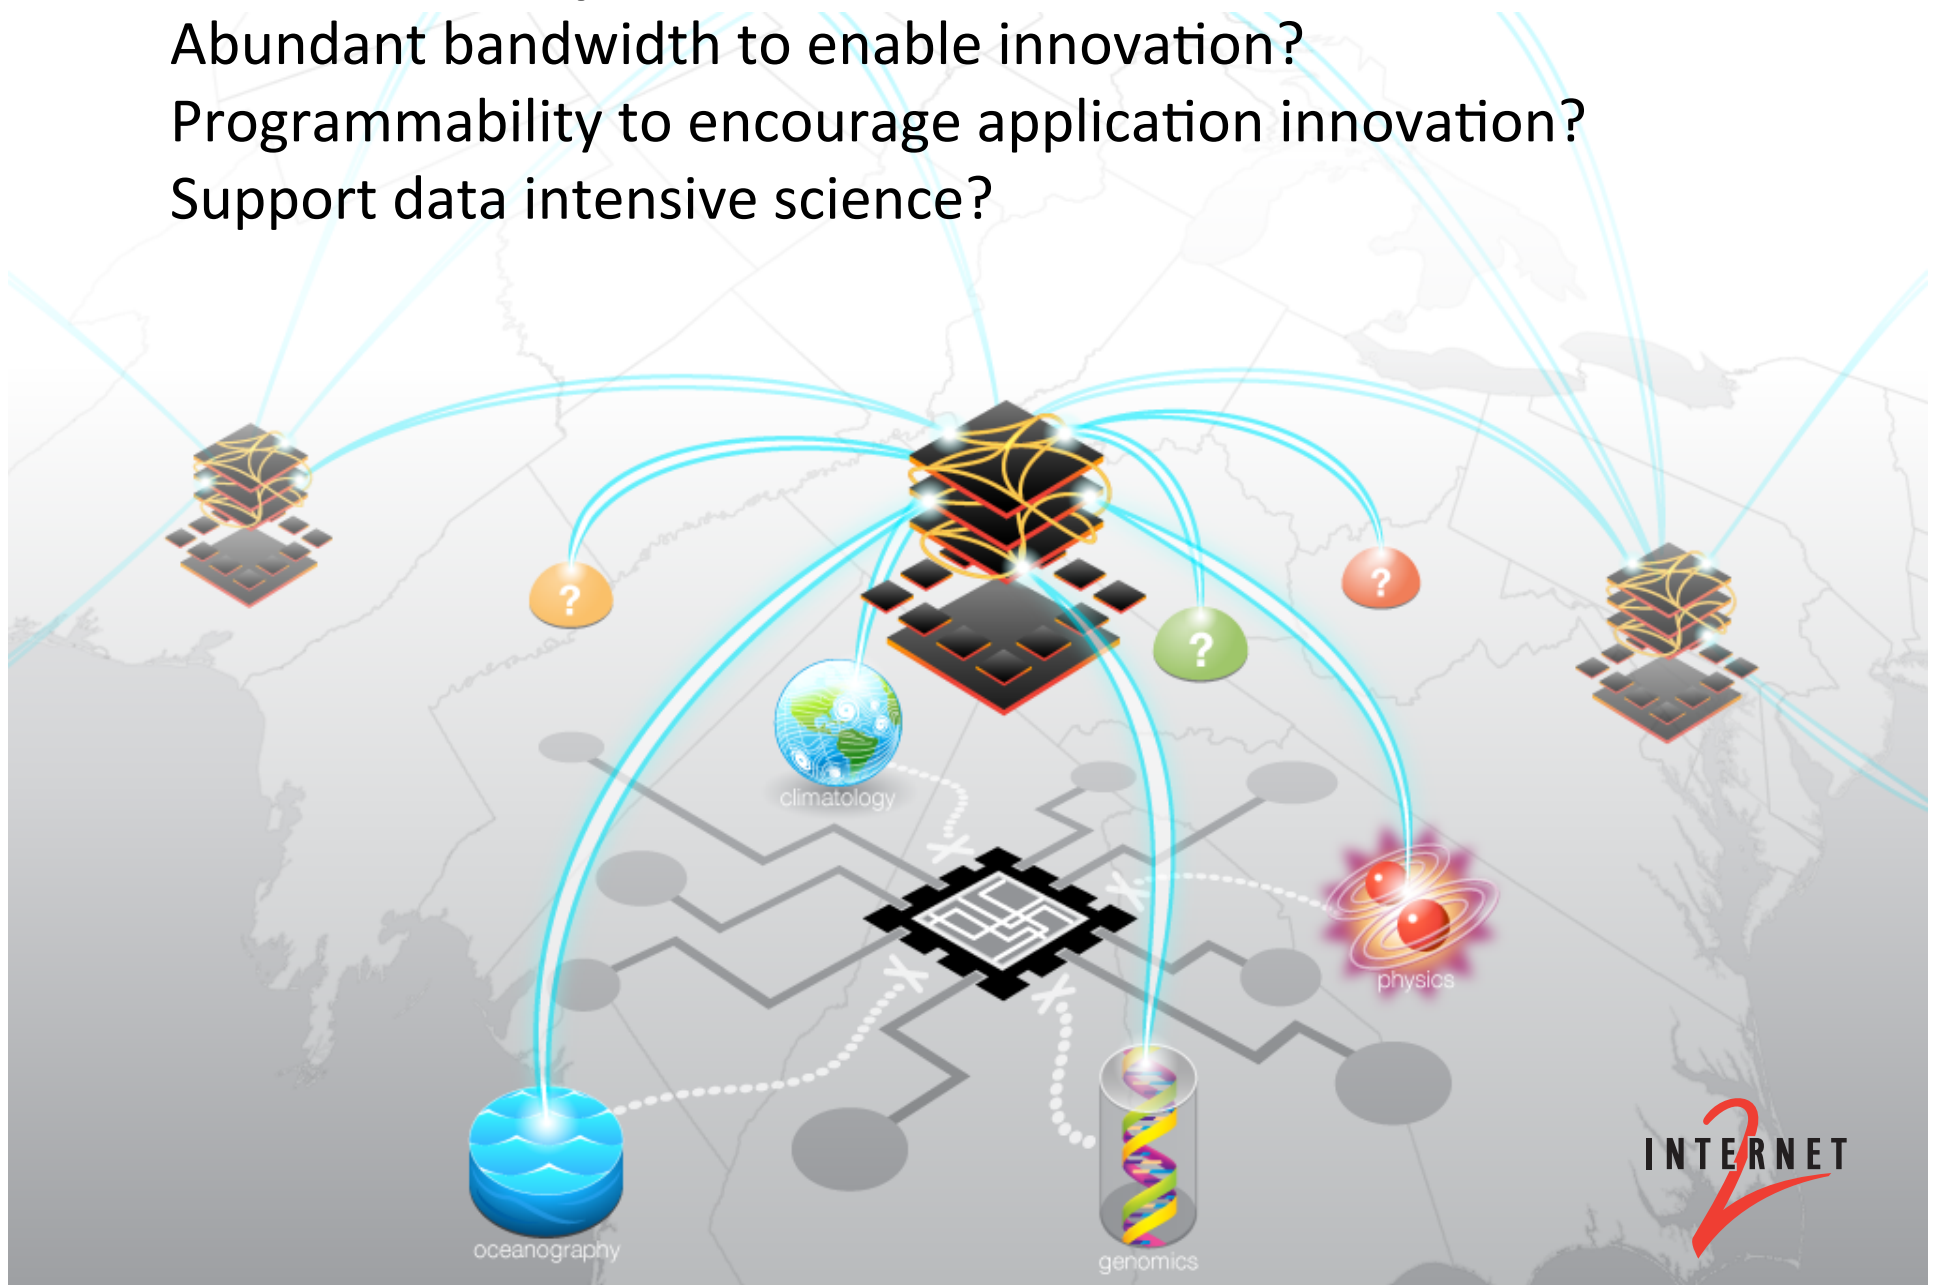 Abundant bandwidth to enable innovation?
Programmability to encourage application innovation?
Support data intensive science?
?
?
?
climatology
physics
oceanography
genomics
INTERNET
2